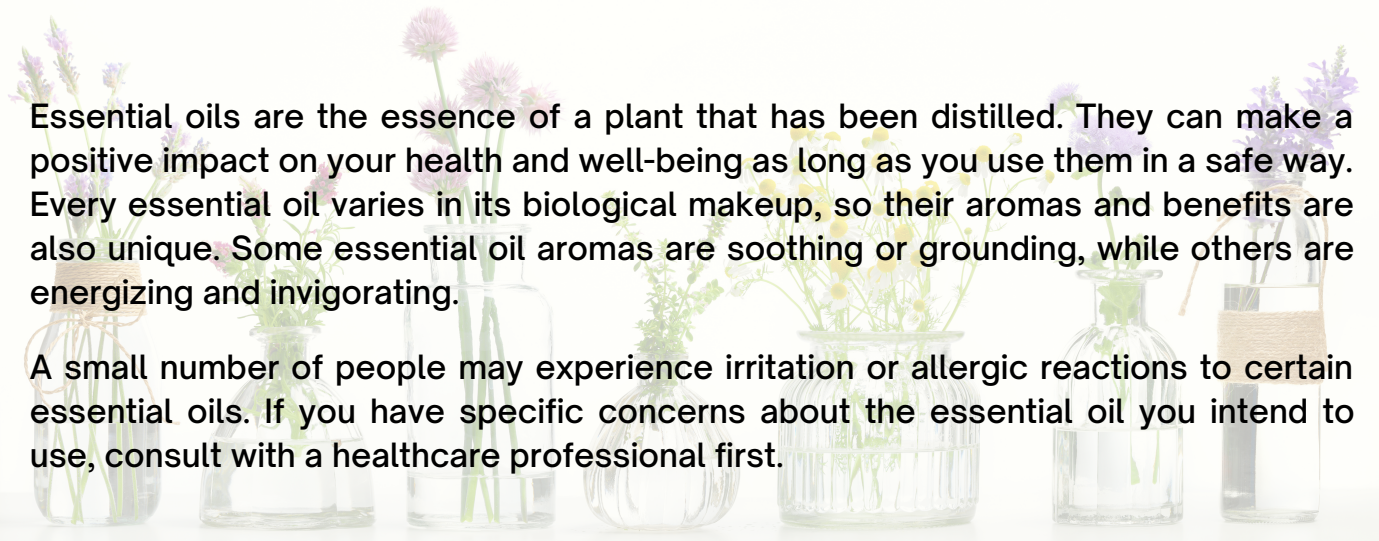 Essential oils are the essence of a plant that has been distilled. They can make a
positive impact on your health and well-being as long as you use them in a safe way.
Every essential oil varies in its biological makeup, so their aromas and benefits are
also unique. Some essential oil aromas are soothing or grounding, while others are
energizing and invigorating.
A small number of people may experience irritation or allergic reactions to certain
essential oils. If you have specific concerns about the essential oil you intend to
use, consult with a healthcare professional first.